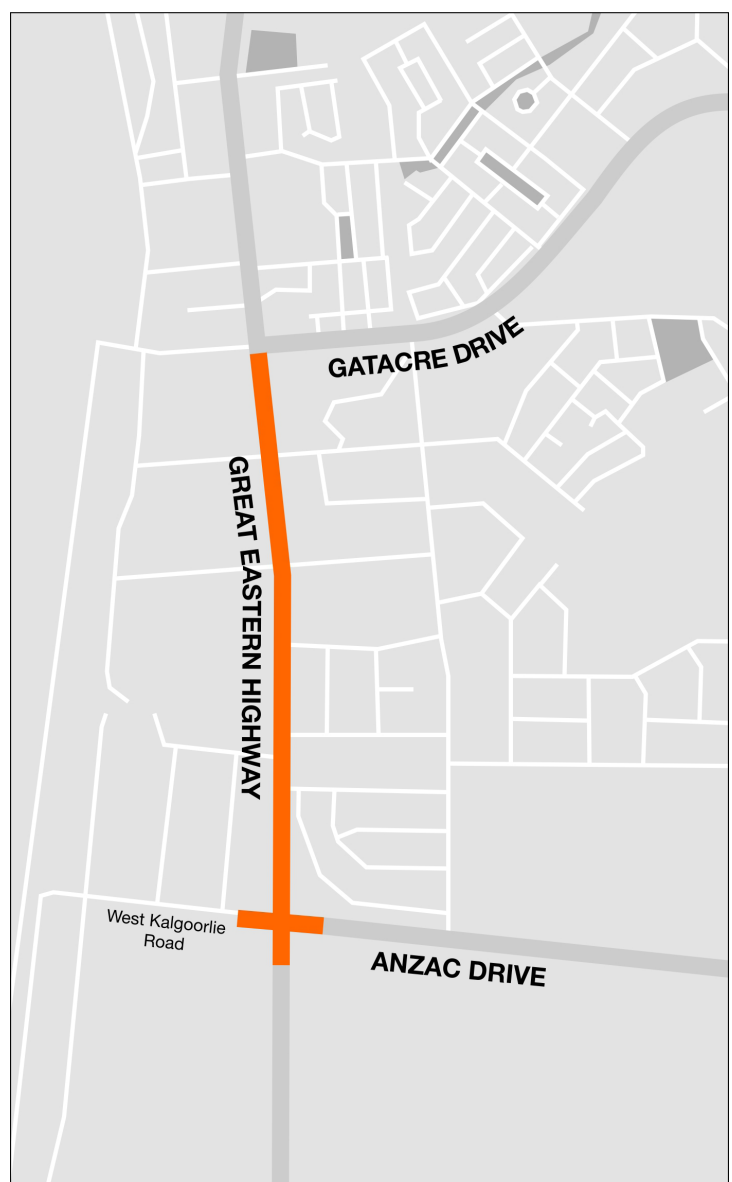 GATACRE DRIVE
GREAT EASTERN HIGHWAY
West Kalgoorlie
Road
ANZAC DRIVE